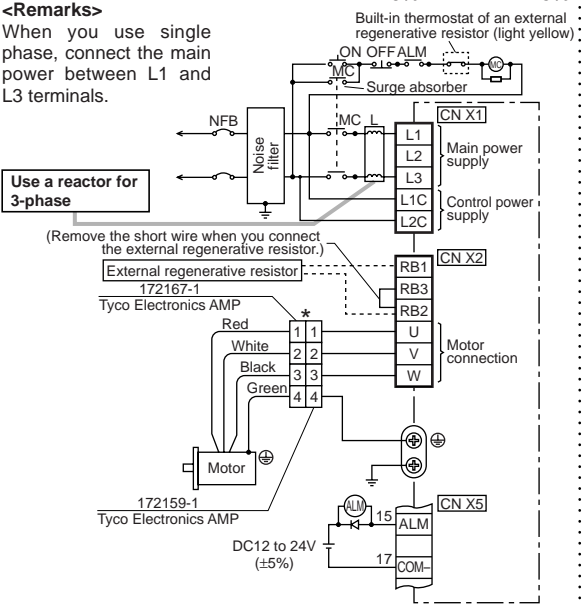 <Remarks>
When you use single
phase, connect the main
power between L1 and
L3 terminals.
Built-in thermostat of an external
regenerative resistor (light yellow)
ON OFF ALM
MC
MC
Surge absorber
NFB
Noise
filter
MC L
CN X1
L1
L2
L3
Main power
supply
L1C
L2C
Control power
supply
Use a reactor for
3-phase
(Remove the short wire when you connect
the external regenerative resistor.)
External regenerative resistor
CN X2
RB1
RB3
RB2
172167-1
Tyco Electronics AMP
*
Red
1 1
U
White
2 2
V
Black
3 3
W
Green
4 4
Motor
connection
Motor
172159-1
Tyco Electronics AMP
ALM
CN X5
15
ALM
DC12 to 24V
(±5%)
17
COM–